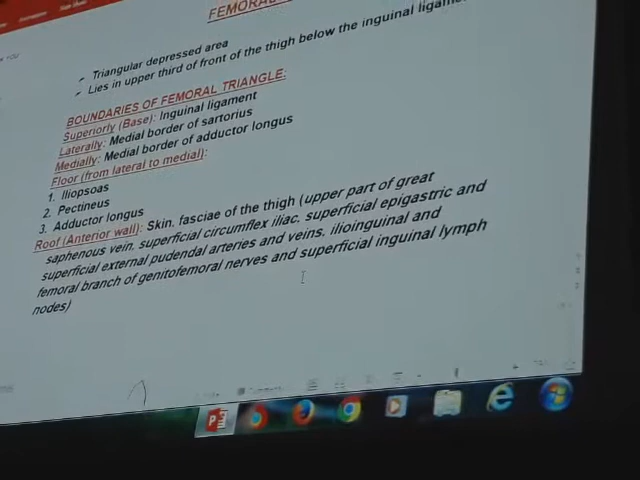 FEMORAL
Triangular depressed area
Lies in upper third of front of the thigh below the inguinal ligame
BOUNDARIES OF FEMORAL TRIANGLE:
Superiorly (Base): Inguinal ligament
Laterally: Medial border of sartorius
Medially: Medial border of adductor longus
Floor (from lateral to medial):
1. Iliopsoas
2. Pectineus
3. Adductor longus
Roof (Anterior wall): Skin, fasciae of the thigh (upper part of great
saphenous vein, superficial circumflex iliac, superficial epigastric and
superficial external pudendal arteries and veins, ilioinguinal and
femoral branch of genitofemoral nerves and superficial inguinal lymph
nodes)